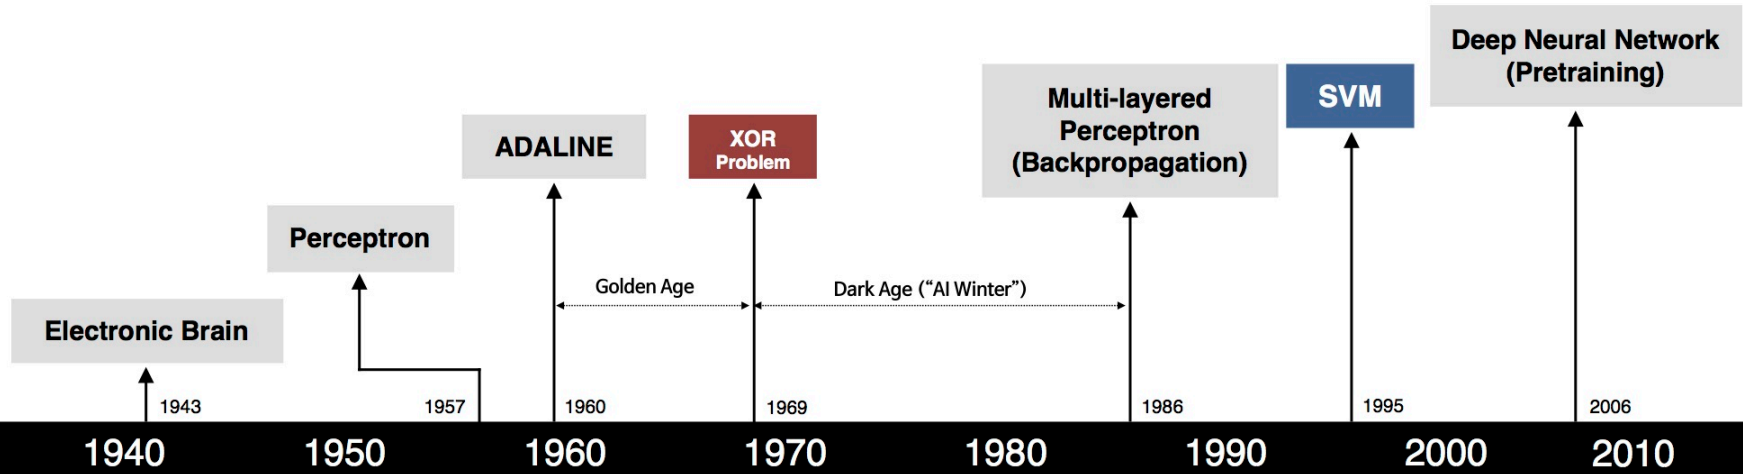 Deep Neural Network
(Pretraining)
Multi-layered
Perceptron
(Backpropagation)
SVM
ADALINE
XOR
Problem
Perceptron
Golden Age
Dark Age (“AI Winter”)
Electronic Brain
1943
1957
1960
1969
1986
1995
2006
1940
1950
1960
1970
1980
1990
2000
2010